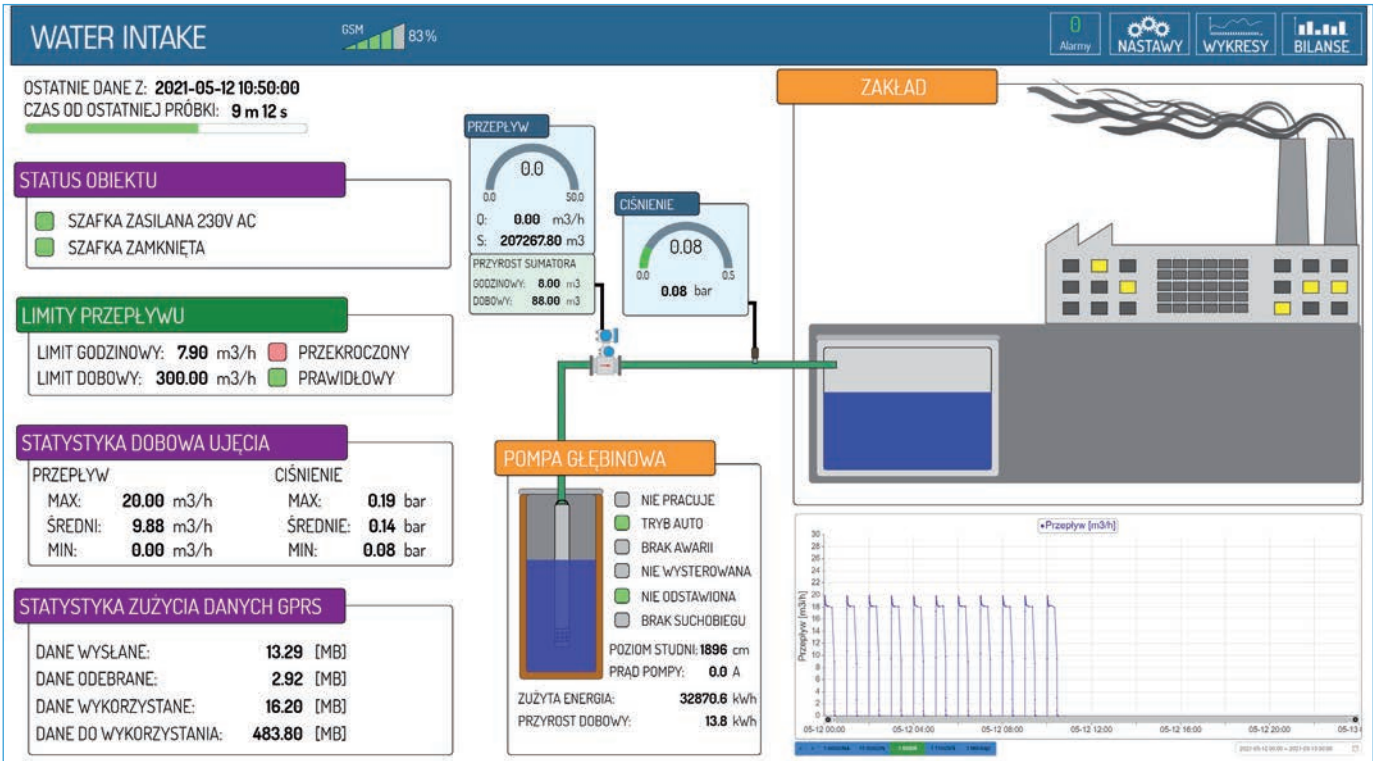 WATER INTAKE
GSM
83%
0
Alarmy
NASTAWY
WYKRESY
BILANSE
OSTATNIE DANE Z: 2021-05-12 10:50:00
CZAS OD OSTATNIEJ PRÓBKI: 9 m 12 s
STATUS OBIEKTU
SZAFKA ZASILANA 230V AC
SZAFKA ZAMKNIĘTA
LIMITY PRZEPŁYWU
LIMIT GODZINOWY: 7.90 m3/h PRZEKROCZONY
LIMIT DOBOWY: 300.00 m3/h PRAWIDŁOWY
STATYSTYKA DOBOWA UJĘCIA
PRZEPŁYW CIŚNIENIE
MAX: 20.00 m3/h MAX: 0.19 bar
ŚREDNI: 9.88 m3/h ŚREDNIE: 0.14 bar
MIN: 0.00 m3/h MIN: 0.08 bar
STATYSTYKA ZUŻYCIA DANYCH GPRS
DANE WYSŁANE: 13.29 [MB]
DANE ODEBRANE: 2.92 [MB]
DANE WYKORZYSTANE: 16.20 [MB]
DANE DO WYKORZYSTANIA: 483.80 [MB]
PRZEPŁYW
0.0
0.0 50.0
Q: 0.00 m3/h
S: 207267.80 m3
PRZYROST SUMATORA
GODZINOWY: 8.00 m3
DOBOWY: 88.00 m3
CIŚNIENIE
0.08
0.0 0.5
0.08 bar
POMPA GŁĘBINOWA
NIE PRACUJE
TRYB AUTO
BRAK AWARII
NIE WYSTEROWANA
NIE ODSTAWIONA
BRAK SUCHOBIEGU
POZIOM STUDNI: 1896 cm
PRĄD POMPY: 0.0 A
ZUŻYTA ENERGIA: 32870.6 kWh
PRZYROST DOBOWY: 13.8 kWh
ZAKŁAD
Przepływ [m3/h]
Przepływ [m3/h]
30
28
26
24
22
20
18
16
14
12
10
8
6
4
2
0
05-12 00:00 05-12 04:00 05-12 08:00 05-12 12:00 05-12 16:00 05-12 20:00 05-13